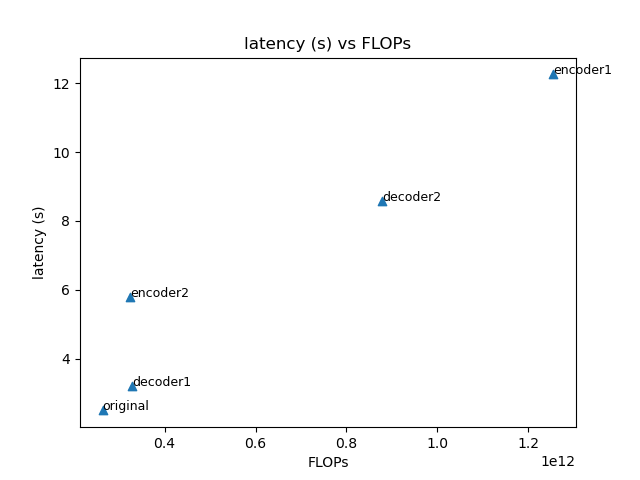 latency (s) vs FLOPs
encoder1
12
10
decoder2
8
latency (s)
encoder2
6
decoder1
4
original
0.4
0.6
0.8
1.0
1.2
FLOPs
1e12